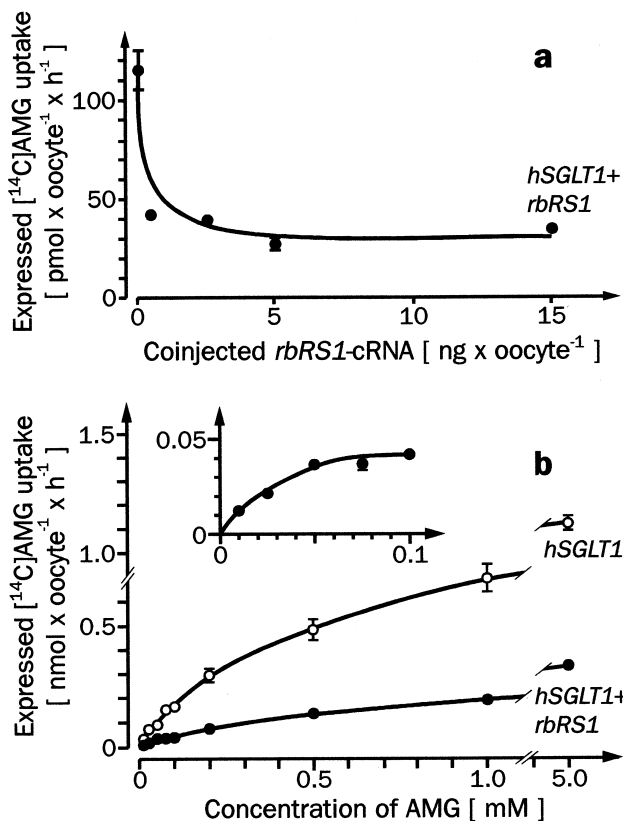 a
Expressed [¹⁴C]AMG uptake
[ pmol x oocyte⁻¹ x h⁻¹ ]
100
50
0
hSGLT1+
rbRS1
0 5 10 15
Coinjected rbRS1-cRNA [ ng x oocyte⁻¹ ]
b
Expressed [¹⁴C]AMG uptake
[ nmol x oocyte⁻¹ x h⁻¹ ]
1.5
1.0
0.5
0
0.05
0
0 0.1
hSGLT1
hSGLT1+
rbRS1
0 0.5 1.0 5.0
Concentration of AMG [ mM ]